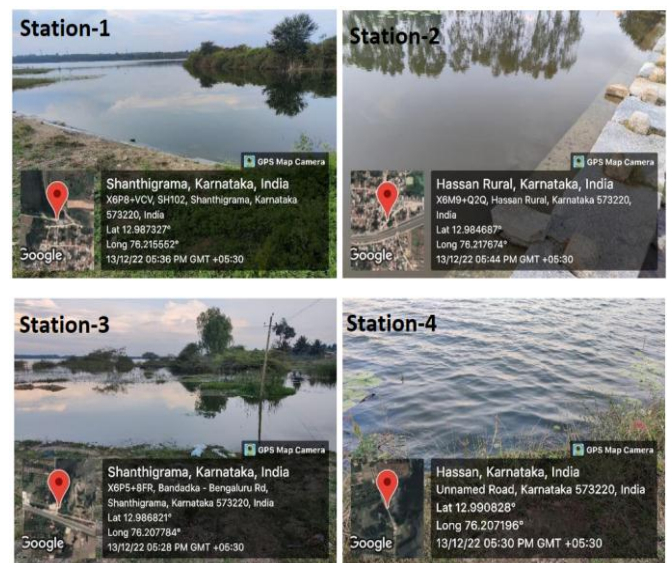 Station-1
GPS Map Camera
Shanthigrama, Karnataka, India
X6P8+VCV, SH102, Shanthigrama, Karnataka
573220, India
Lat 12.987327°
Long 76.215552°
13/12/22 05:36 PM GMT +05:30
Google
Station-2
GPS Map Camera
Hassan Rural, Karnataka, India
X6M9+Q2Q, Hassan Rural, Karnataka 573220,
India
Lat 12.984687°
Long 76.217674°
13/12/22 05:44 PM GMT +05:30
Google
Station-3
GPS Map Camera
Shanthigrama, Karnataka, India
X6P5+8FR, Bandadka - Bengaluru Rd,
Shanthigrama, Karnataka 573220, India
Lat 12.986821°
Long 76.207784°
13/12/22 05:28 PM GMT +05:30
Google
Station-4
GPS Map Camera
Hassan, Karnataka, India
Unnamed Road, Karnataka 573220, India
Lat 12.990828°
Long 76.207196°
13/12/22 05:30 PM GMT +05:30
Google